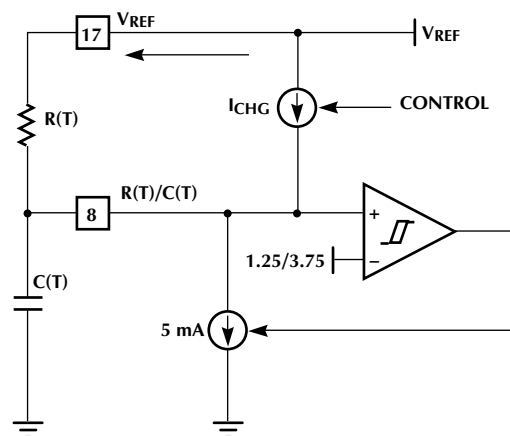 17
VREF
VREF
R(T)
ICHG
CONTROL
8
R(T)/C(T)
+
1.25/3.75
−
C(T)
5 mA